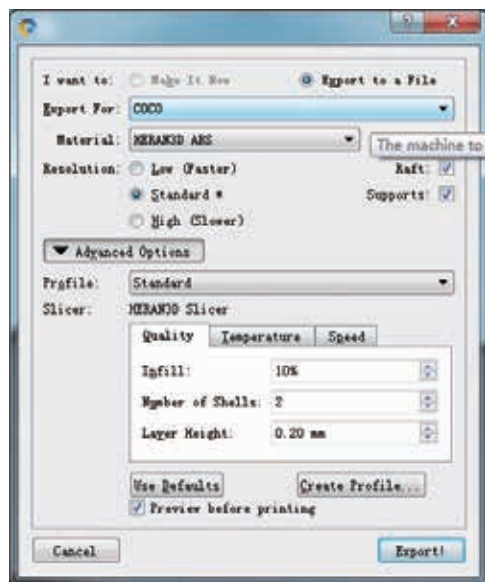 I want to: Make It Now Export to a File
Export For: COCO
Material: MERAN3D ABS The machine to
Resolution: Low (Faster) Raft:
Standard * Supports:
High (Slower)
Advanced Options
Profile: Standard
Slicer: MERAN3D Slicer
Quality Temperature Speed
Infill: 10%
Number of Shells: 2
Layer Height: 0.20 mm
Use Defaults Create Profile...
Preview before printing
Cancel Export!